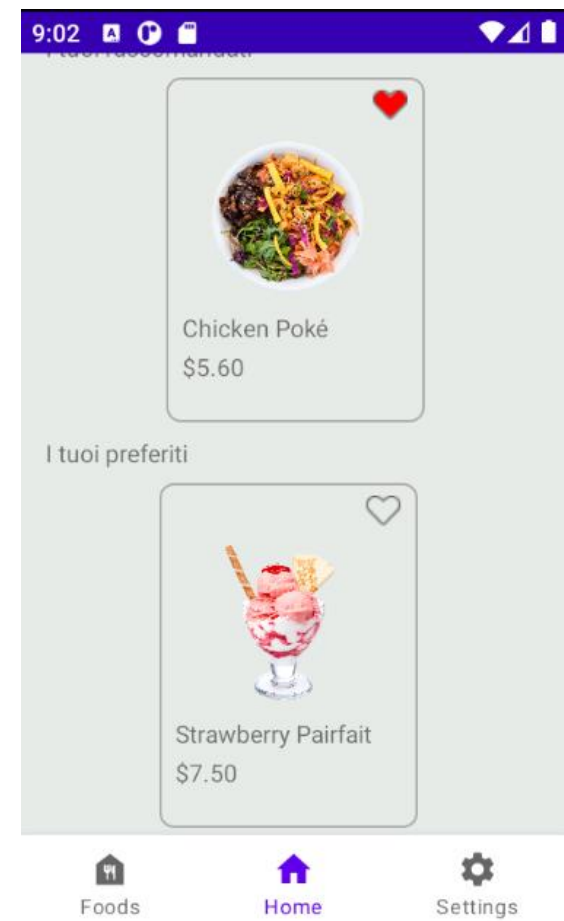 9:02
Chicken Poké
$5.60
I tuoi preferiti
Strawberry Pairfait
$7.50
Foods
Home
Settings